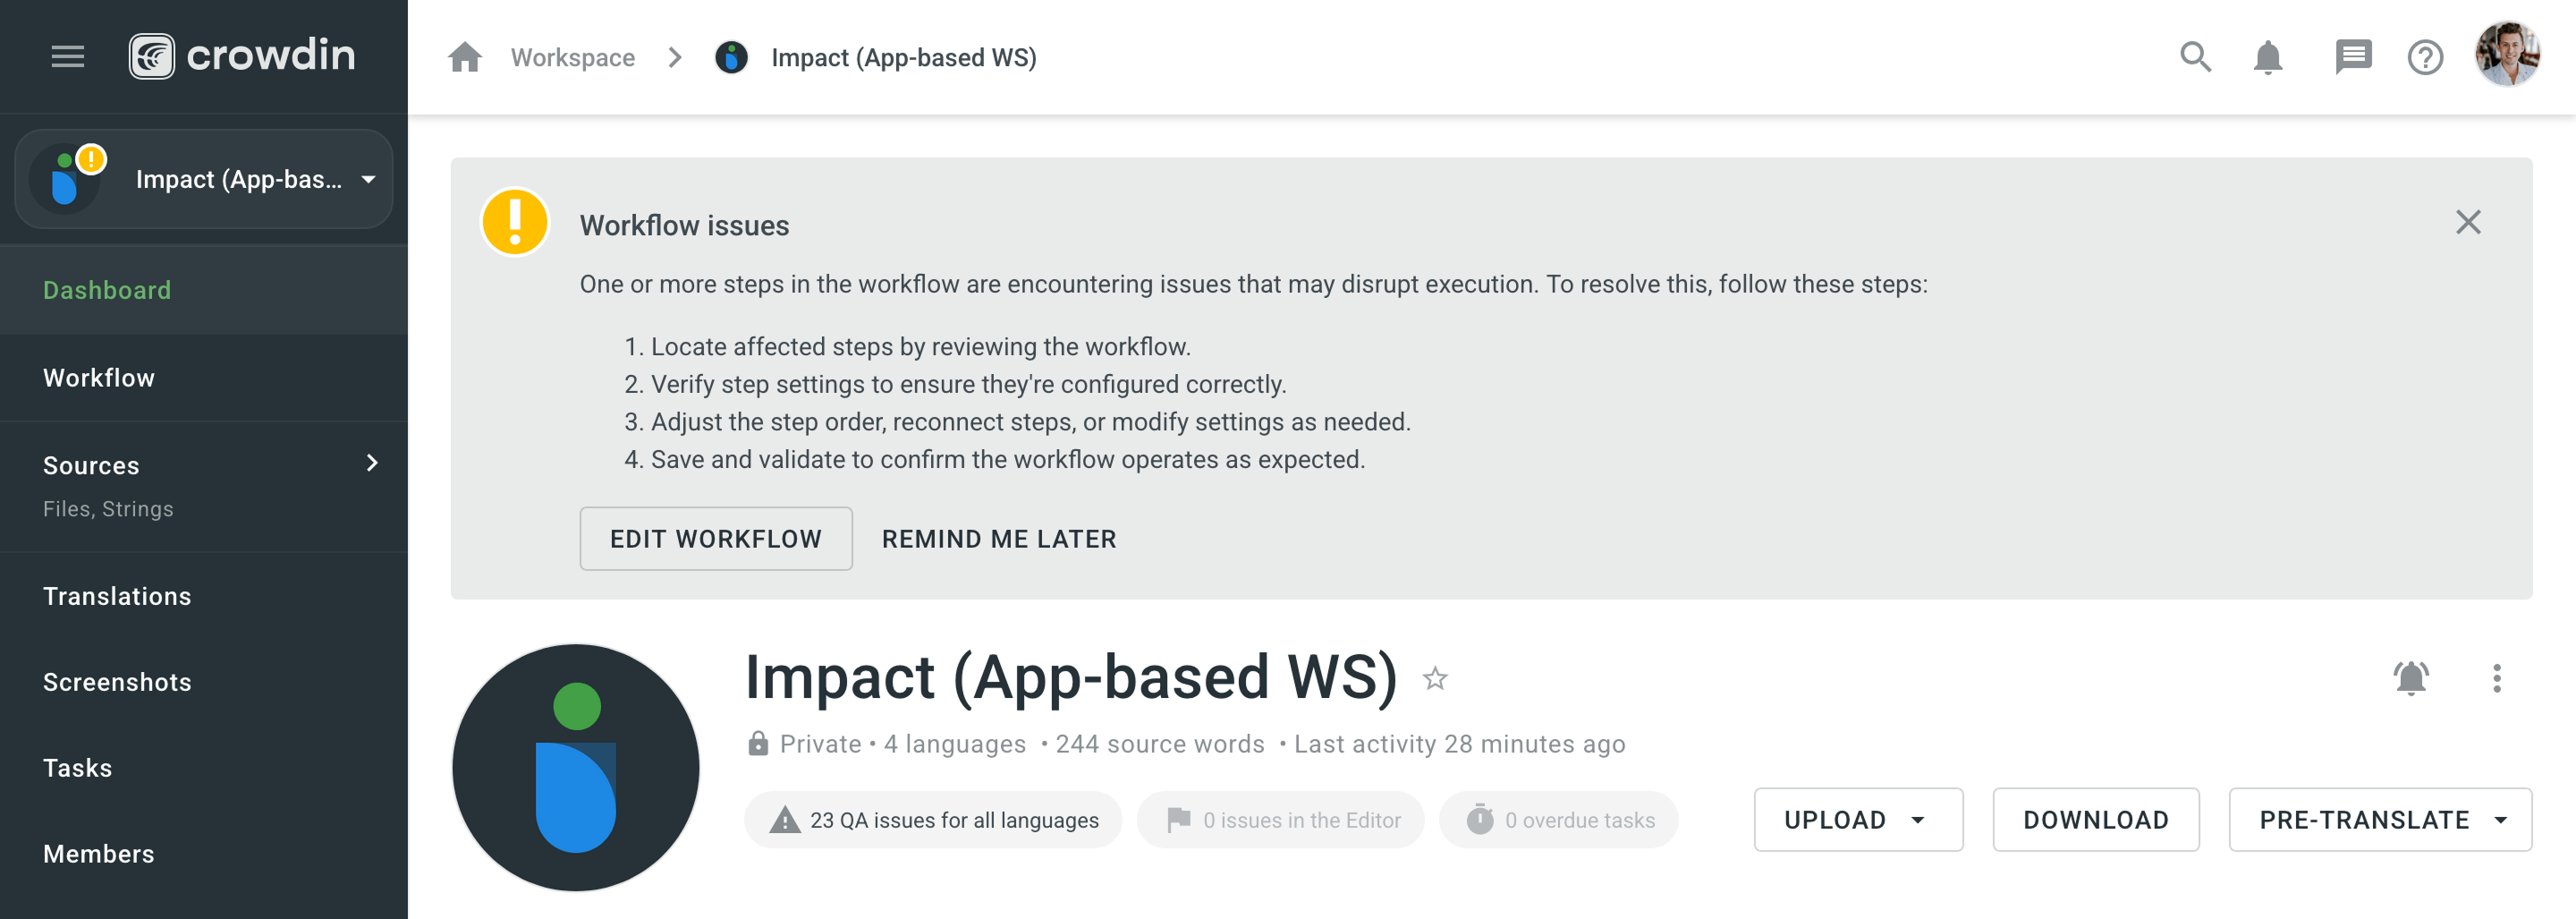 crowdin
Workspace
Impact (App-based WS)
Impact (App-bas...
Dashboard
Workflow
Sources
Files, Strings
Translations
Screenshots
Tasks
Members
Workflow issues
One or more steps in the workflow are encountering issues that may disrupt execution. To resolve this, follow these steps:
1. Locate affected steps by reviewing the workflow.
2. Verify step settings to ensure they're configured correctly.
3. Adjust the step order, reconnect steps, or modify settings as needed.
4. Save and validate to confirm the workflow operates as expected.
EDIT WORKFLOW REMIND ME LATER
Impact (App-based WS)
Private • 4 languages • 244 source words • Last activity 28 minutes ago
23 QA issues for all languages 0 issues in the Editor 0 overdue tasks UPLOAD DOWNLOAD PRE-TRANSLATE